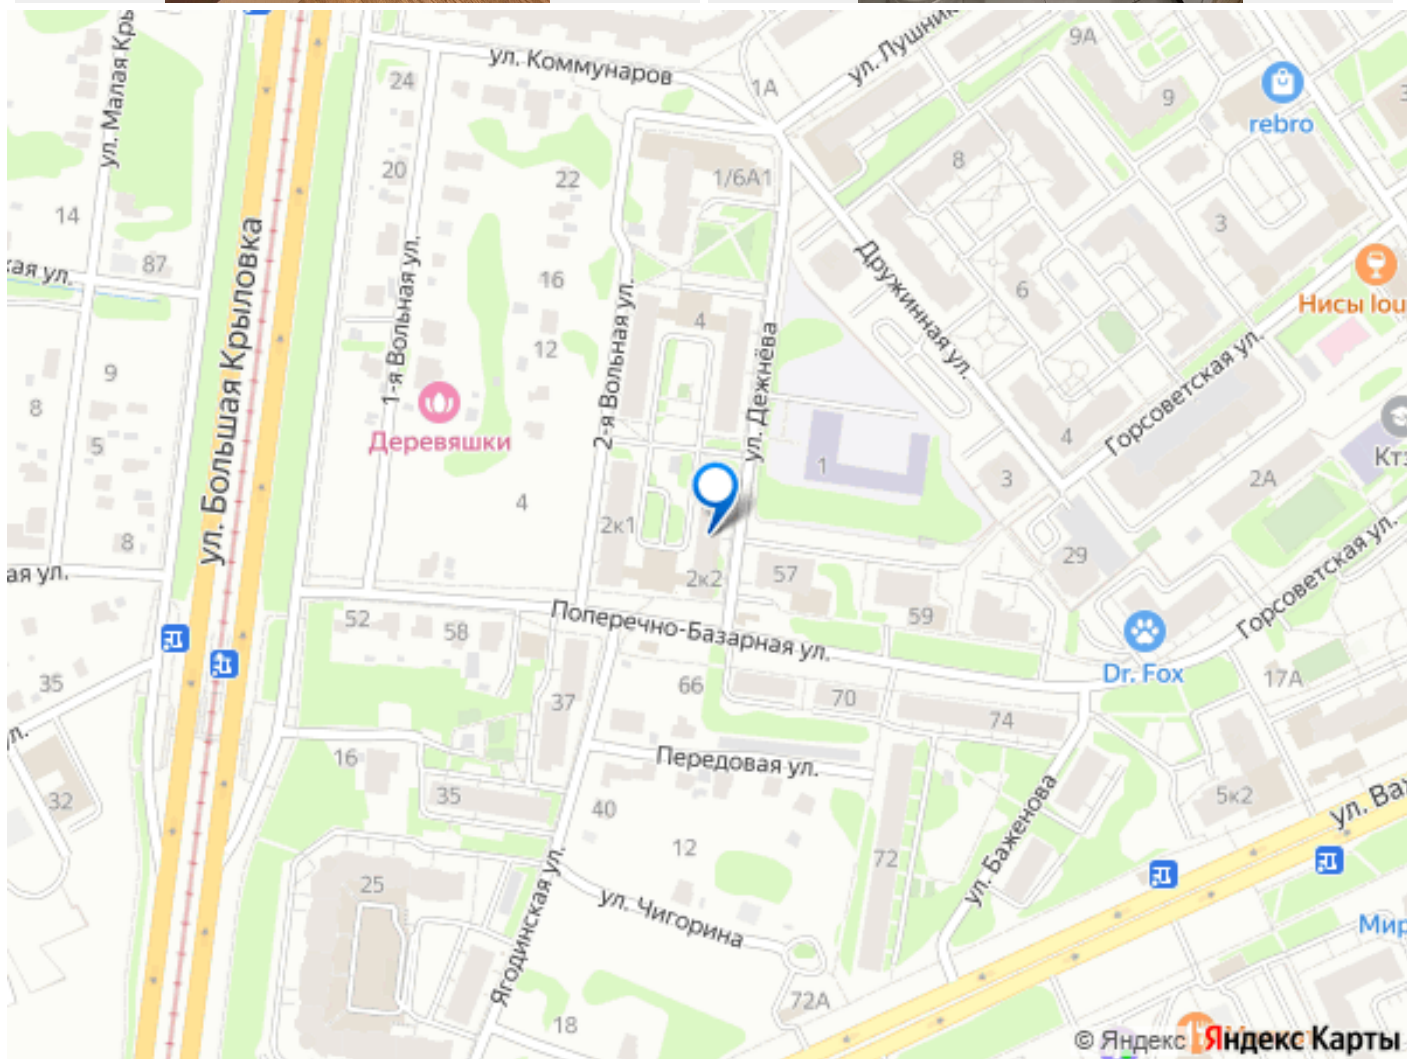 ул. Малая Кры
24
ул. Коммунаров
1А
ул. Лушник
9А
9
rebro
20
22
1/6А1
8
14
3
87
ая ул.
ул. Большая Крыловка
1-я Вольная ул.
16
2-я Вольная ул.
4
Дружинная ул.
6
Нисы lou
12
ул. Дежнёва
9
8
5
Деревяшки
4
Горсоветская ул.
1
3
2А
Ктз
4
2к1
8
29
ая ул.
2к2
57
52
58
Поперечно-Базарная ул.
59
Горсоветская ул.
Dr. Fox
17А
35
66
37
70
74
л.
16
Передовая ул.
32
35
40
12
72
ул. Баженова
5к2
ул. Ва
25
Ягодинская ул.
ул. Чигорина
Мир
72А
18
© Яндекс Яндекс Карты